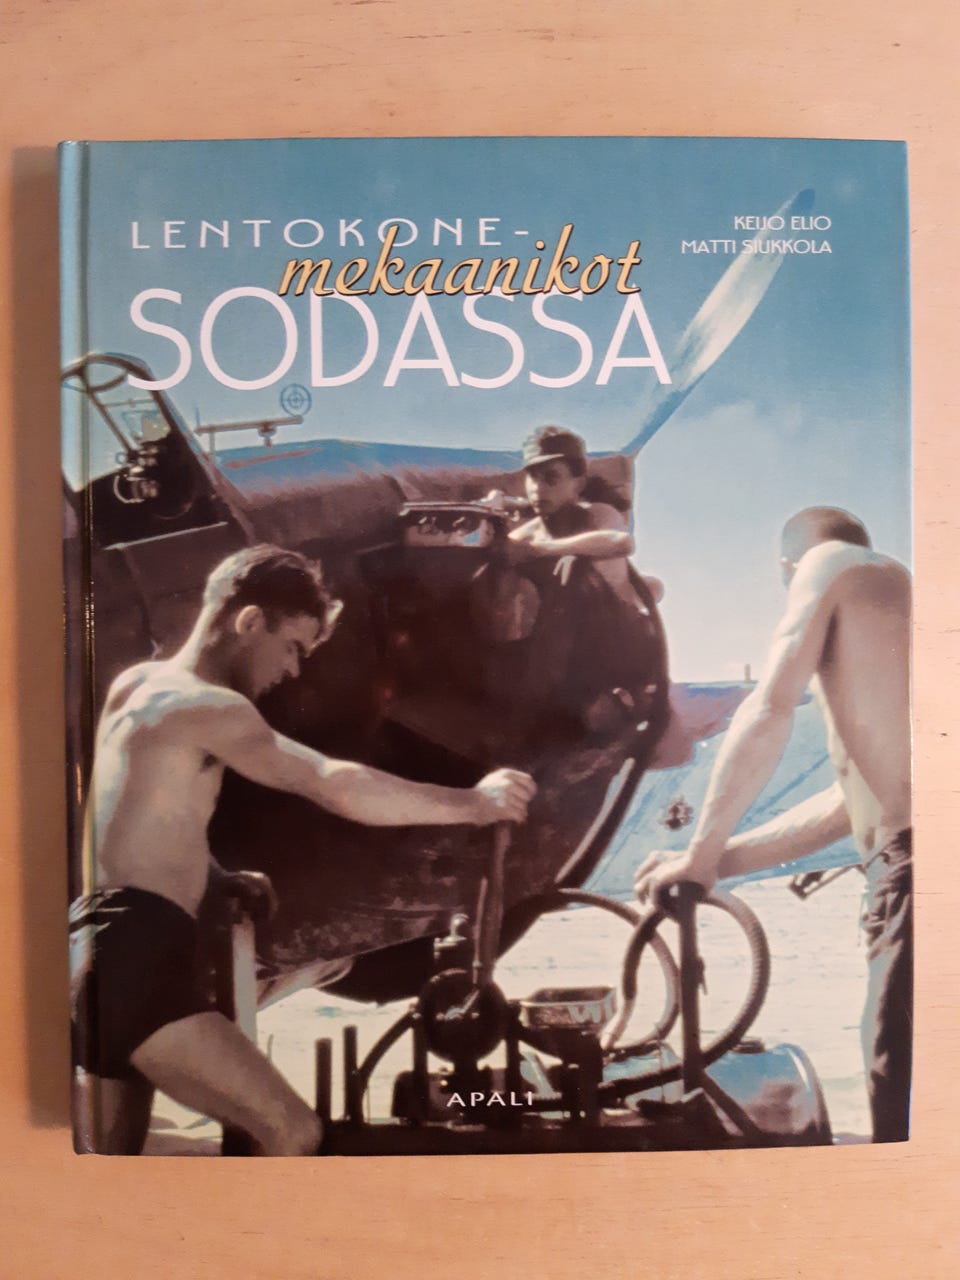 LENTOKONE-
mekaanikot
SODASSA
KEIJO ELIO
MATTI SIUKKOLA
APALI